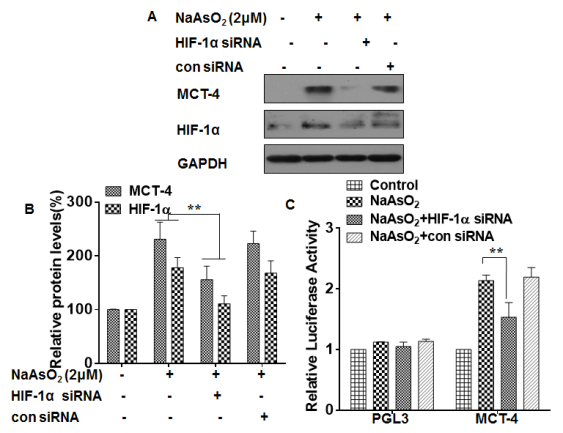 A
NaAsO₂ (2μM) - + + +
HIF-1α siRNA - - + -
con siRNA - - - +
MCT-4
HIF-1α
GAPDH
B
MCT-4
HIF-1α
Relative protein levels(%)
300
200
100
0
**
NaAsO₂ (2μM) - + + +
HIF-1α siRNA - - + -
con siRNA - - - +
C
Control
NaAsO₂
NaAsO₂+HIF-1α siRNA
NaAsO₂+con siRNA
Relative Luciferase Activity
3
2
1
0
**
PGL3 MCT-4